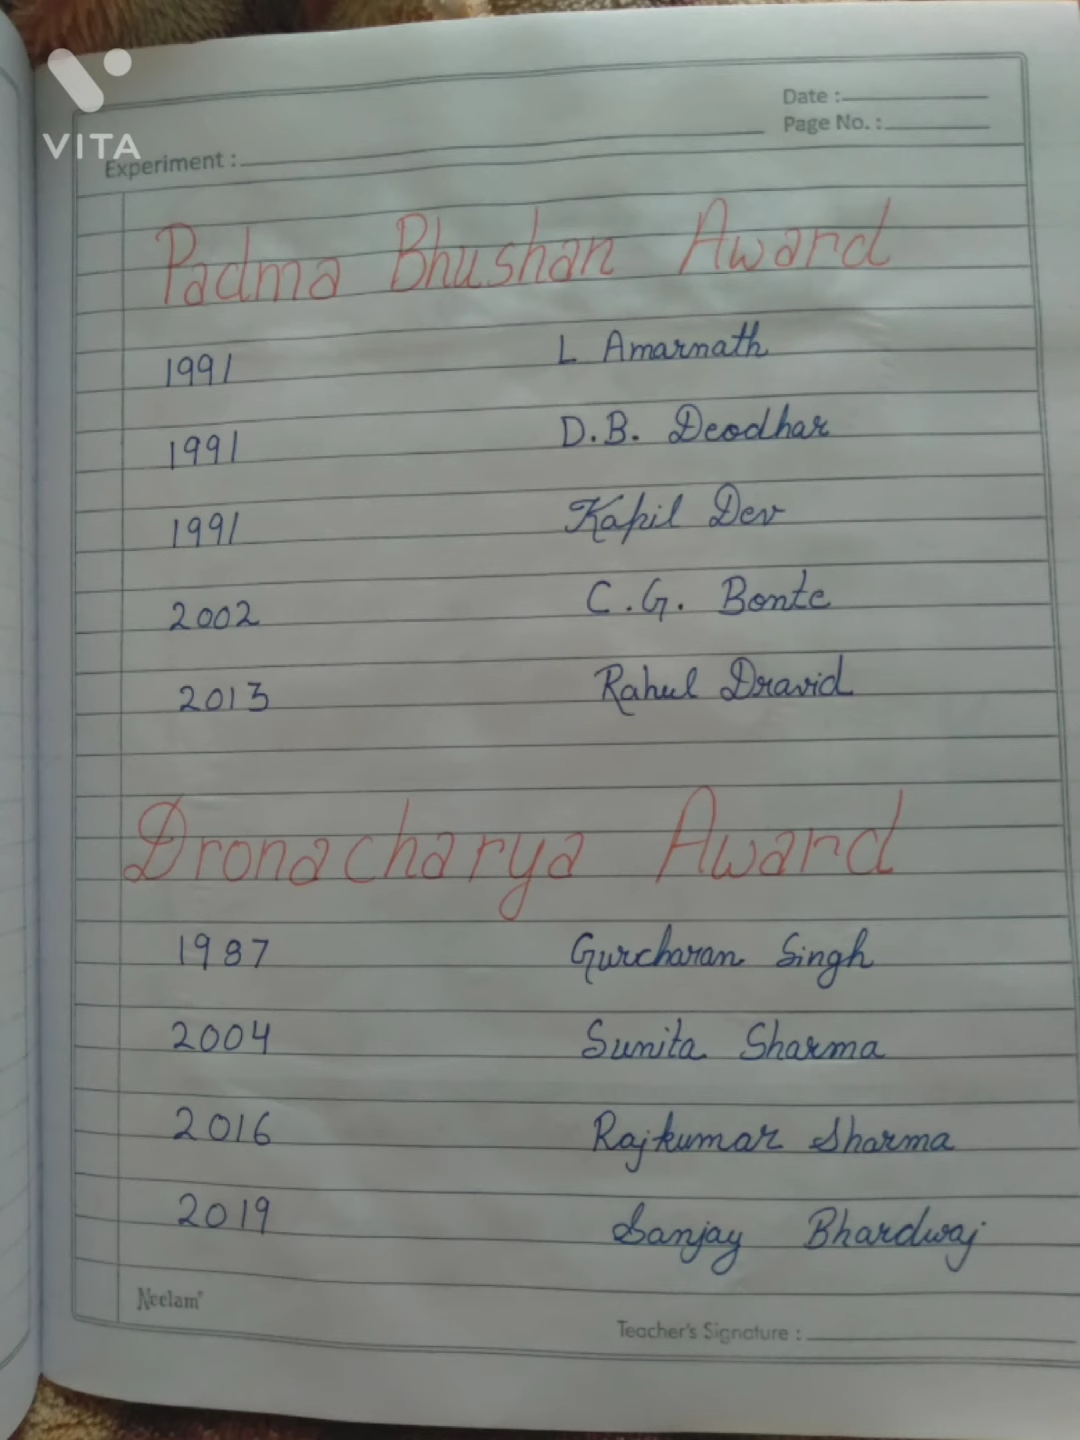 VITA
Date :
Page No. :
Experiment :
Padma Bhushan Award
1991 L Amarnath
1991 D.B. Deodhar
1991 Kapil Dev
2002 C.G. Bonte
2013 Rahul Dravid
Dronacharya Award
1987 Gurcharan Singh
2004 Sunita Sharma
2016 Rajkumar Sharma
2019 Sanjay Bhardwaj
Neelam
Teacher's Signature :